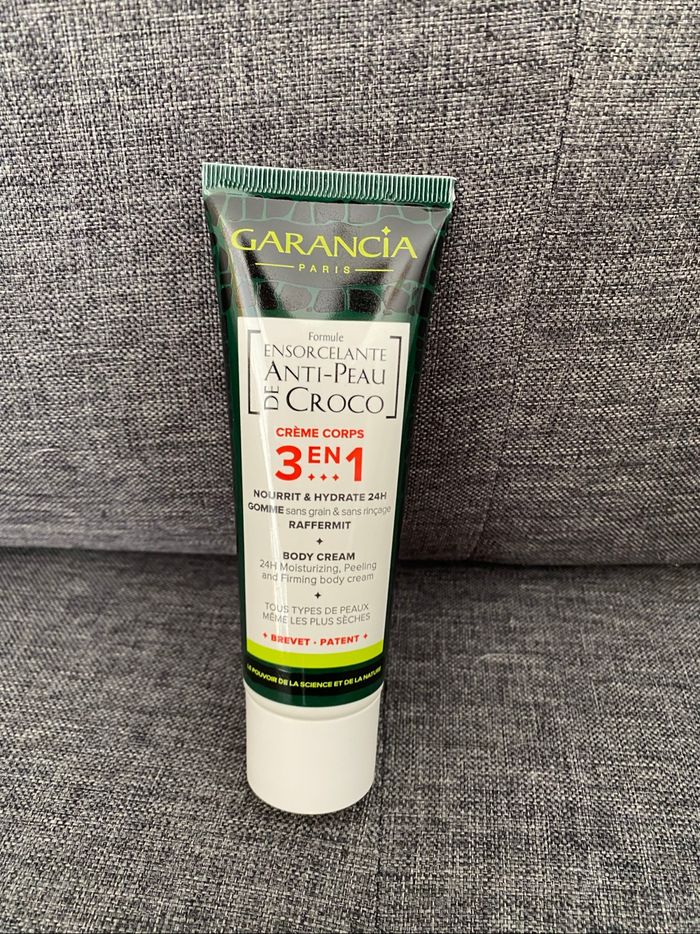 GARANCIA
PARIS
Formule
ENSORCELANTE
ANTI-PEAU
DE CROCO
CRÈME CORPS
3 EN 1
NOURRIT & HYDRATE 24H
GOMME sans grain & sans rinçage
RAFFERMIT
BODY CREAM
24H Moisturizing, Peeling
and Firming body cream
TOUS TYPES DE PEAUX
MÊME LES PLUS SÈCHES
BREVET - PATENT
LE POUVOIR DE LA SCIENCE ET DE LA NATURE